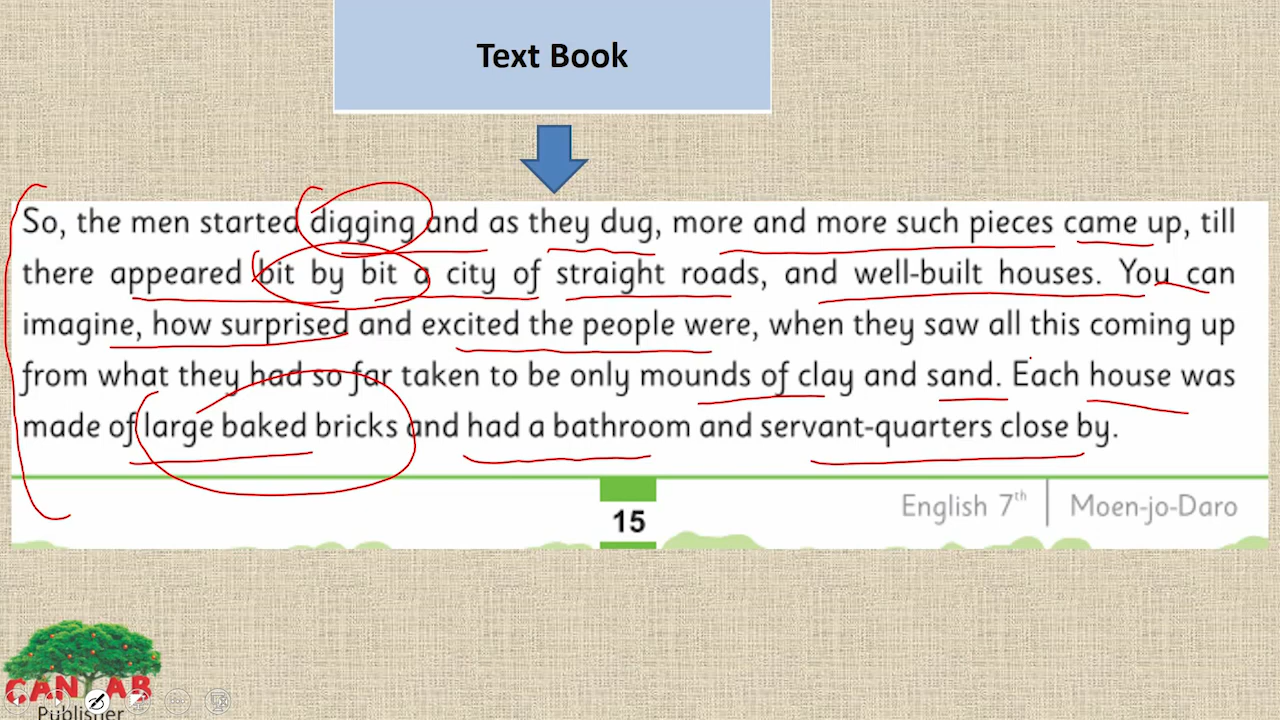 Text Book
So, the men started digging and as they dug, more and more such pieces came up, till
there appeared bit by bit a city of straight roads, and well-built houses. You can
imagine, how surprised and excited the people were, when they saw all this coming up
from what they had so far taken to be only mounds of clay and sand. Each house was
made of large baked bricks and had a bathroom and servant-quarters close by.
15
English 7th | Moen-jo-Daro
CANTAB
Publisher